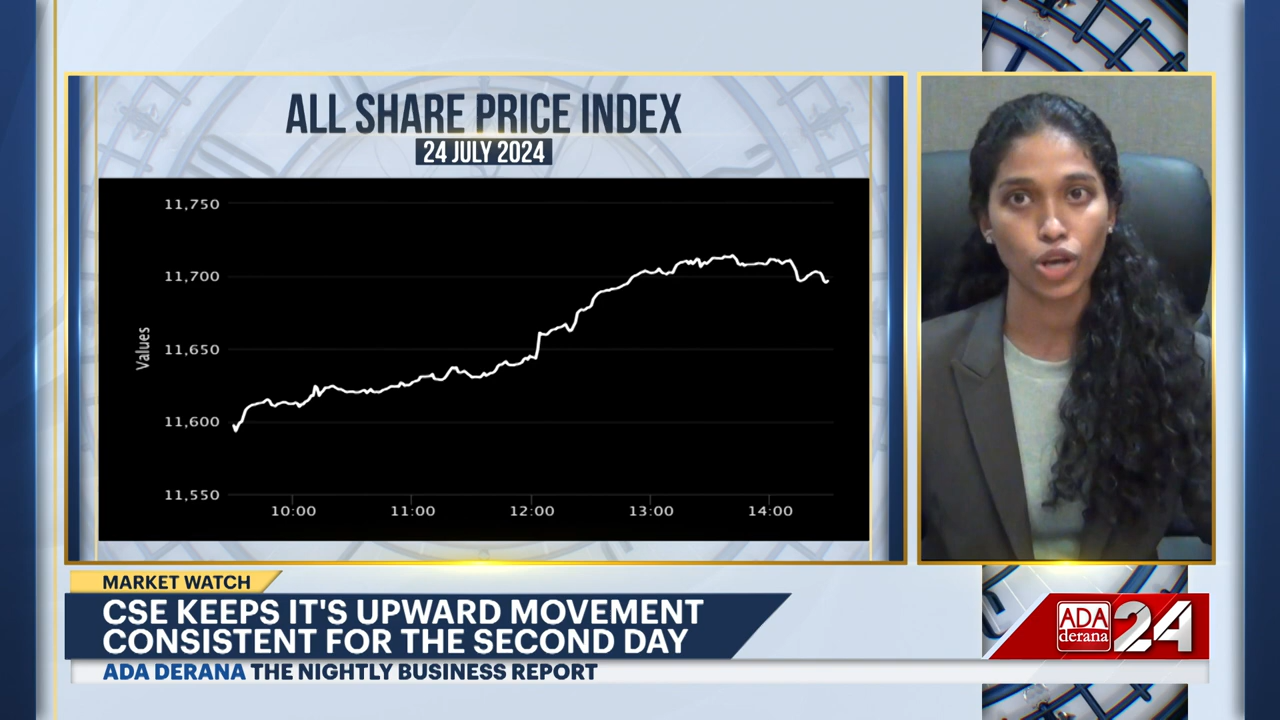 ALL SHARE PRICE INDEX
24 JULY 2024
11,750
11,700
11,650
11,600
11,550
Values
10:00 11:00 12:00 13:00 14:00
MARKET WATCH
CSE KEEPS IT'S UPWARD MOVEMENT
CONSISTENT FOR THE SECOND DAY
ADA DERANA THE NIGHTLY BUSINESS REPORT
ADA
derana
24